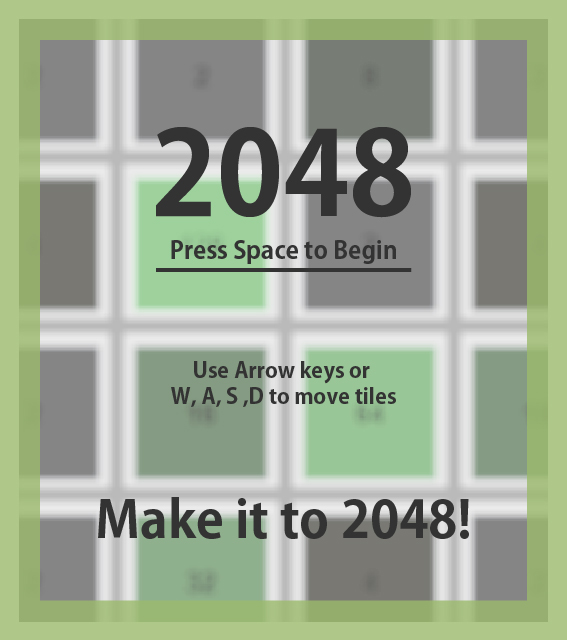 2048
Press Space to Begin
Use Arrow keys or
W, A, S ,D to move tiles
Make it to 2048!